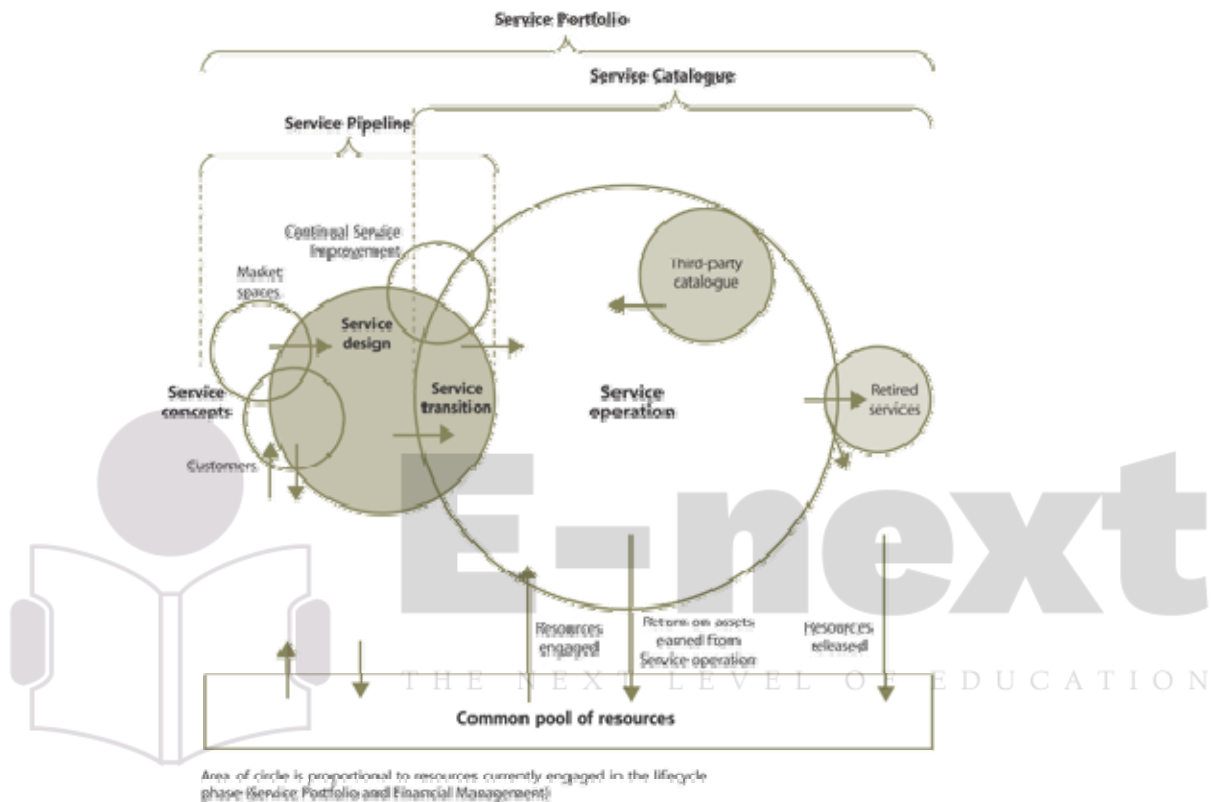 Service Portfolio
Service Catalogue
Service Pipeline
Continual Service
Improvement
Market
spaces
Third-party
catalogue
Service
design
Service
concepts
Service
transition
Service
operation
Retired
services
Customers
E-next
Resources
engaged
Return on assets
earned from
Service operation
Resources
released
THE NEXT LEVEL OF EDUCATION
Common pool of resources
Area of circle is proportional to resources currently engaged in the lifecycle
phase (Service Portfolio and Financial Management)